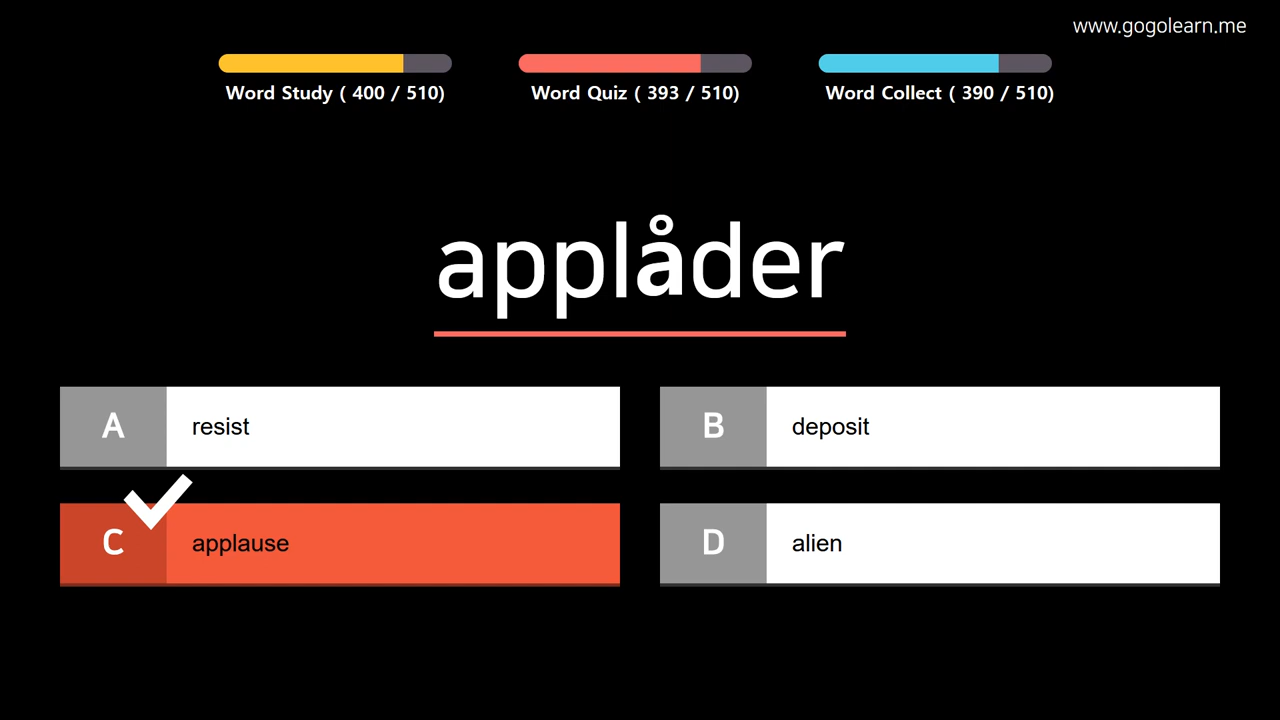 www.gogolearn.me
Word Study ( 400 / 510)
Word Quiz ( 393 / 510)
Word Collect ( 390 / 510)
applåder
A
resist
B
deposit
C
applause
D
alien